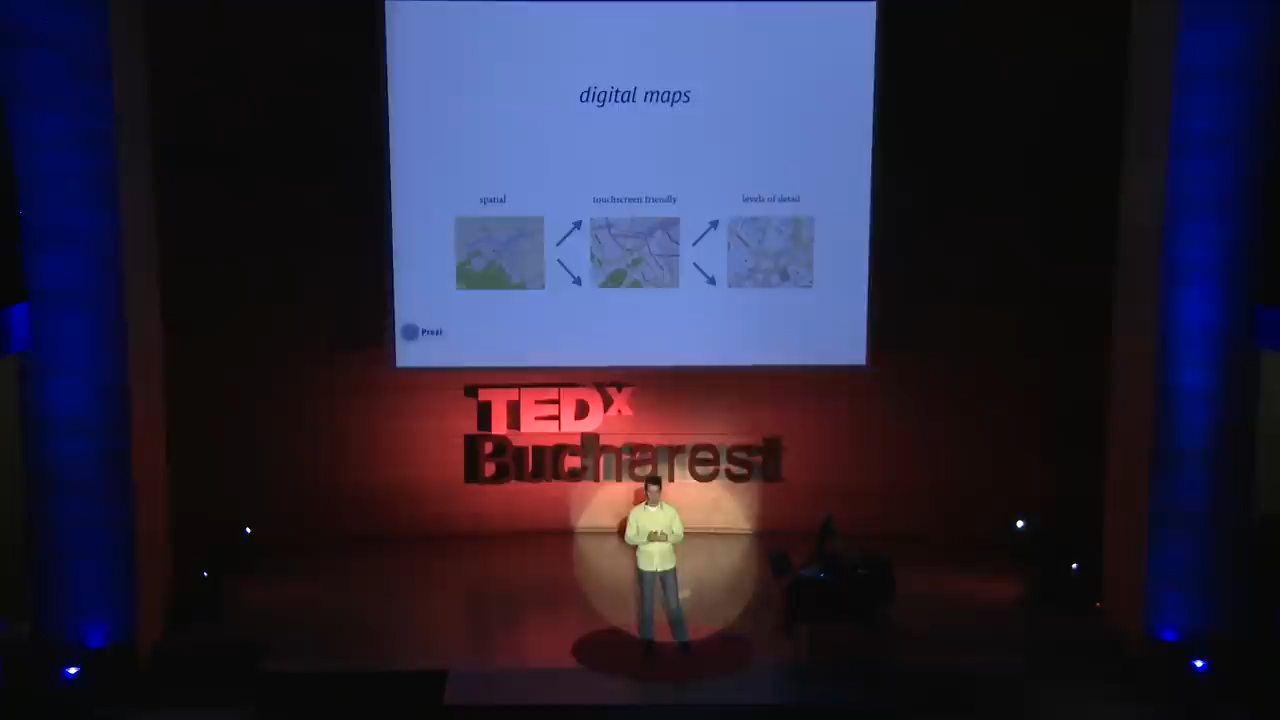 digital maps
spatial
touchscreen friendly
levels of detail
Prezi
TEDx
Bucharest